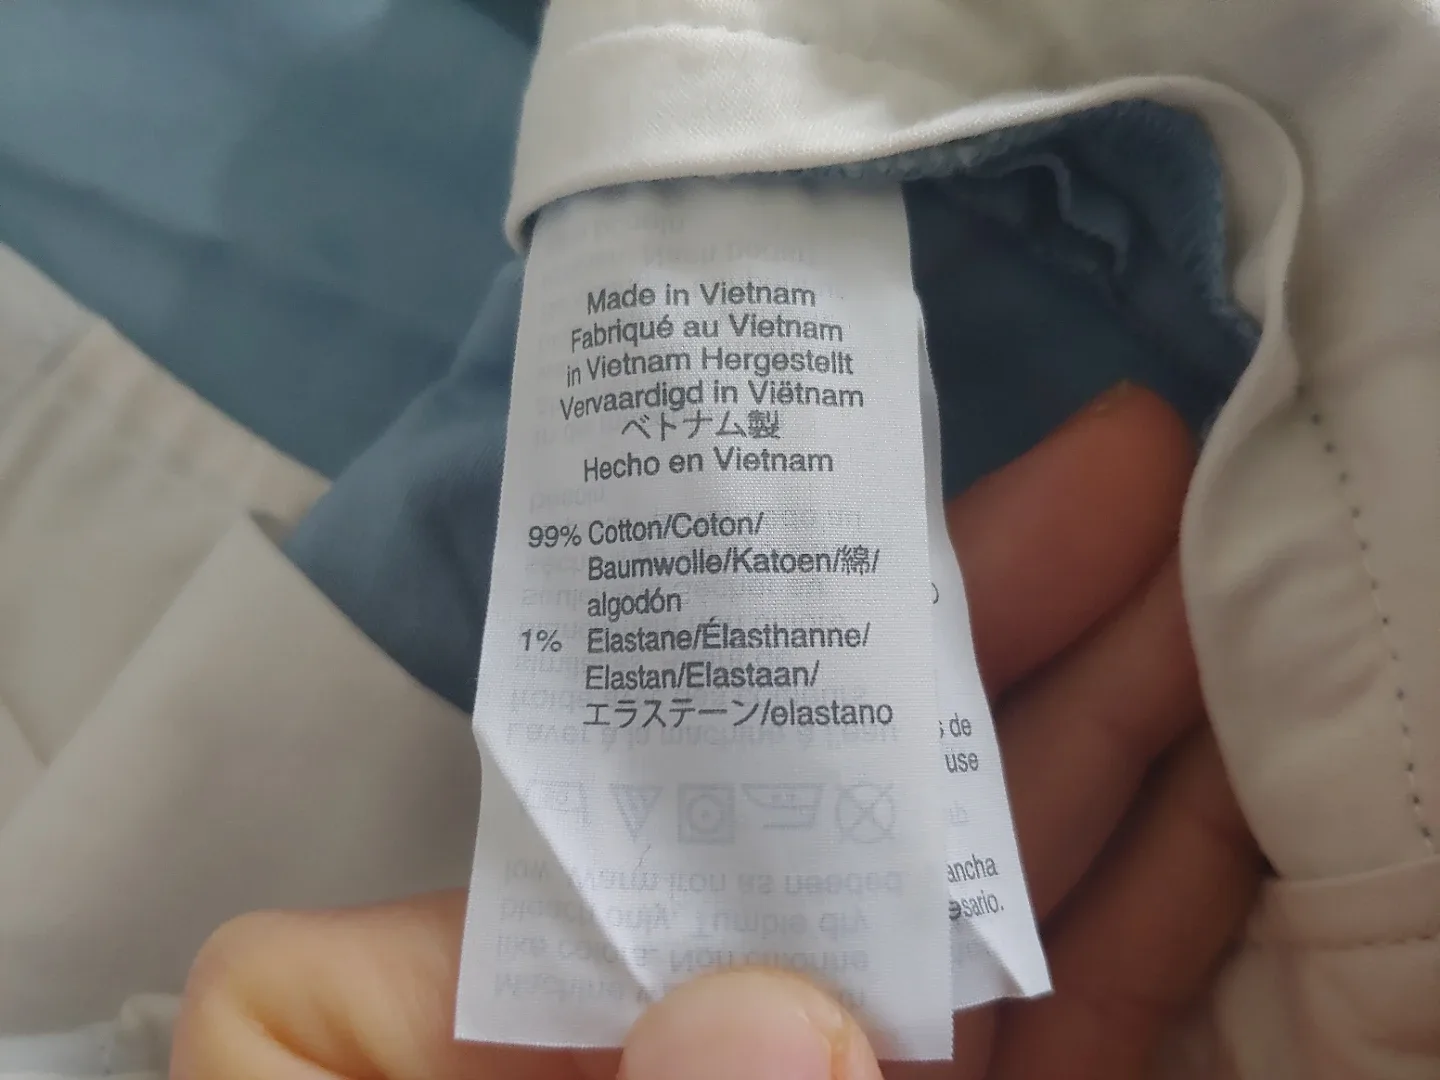 Made in Vietnam
Fabriqué au Vietnam
in Vietnam Hergestellt
Vervaardigd in Viëtnam
ベトナム製
Hecho en Vietnam
99% Cotton/Coton/
Baumwolle/Katoen/綿/
algodón
1% Elastane/Élasthanne/
Elastan/Elastaan/
エラステーン/elastano
de
use